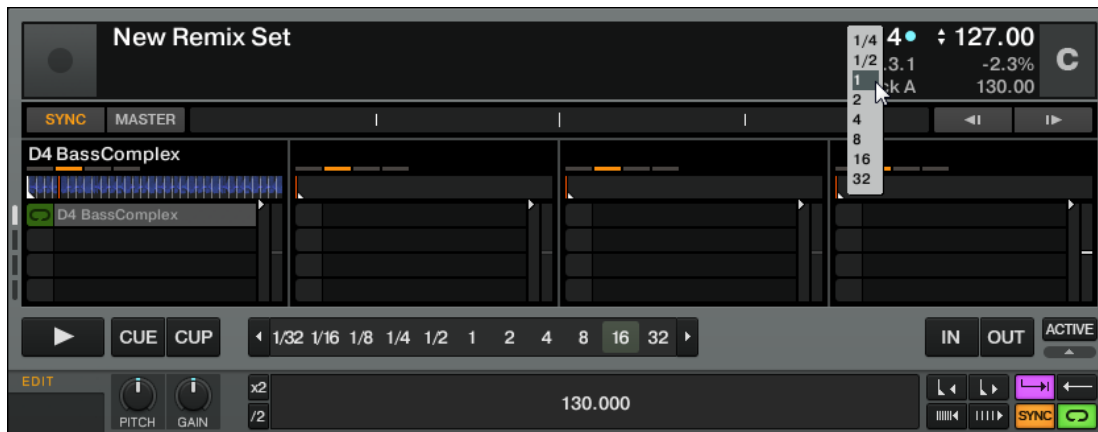 New Remix Set
1/4
1/2
1
2
4
8
16
32
4
.3.1
ck A
127.00
-2.3%
130.00
C
SYNC MASTER
D4 BassComplex
D4 BassComplex
CUE CUP 1/32 1/16 1/8 1/4 1/2 1 2 4 8 16 32 IN OUT ACTIVE
EDIT
PITCH GAIN
x2
/2
130.000
SYNC